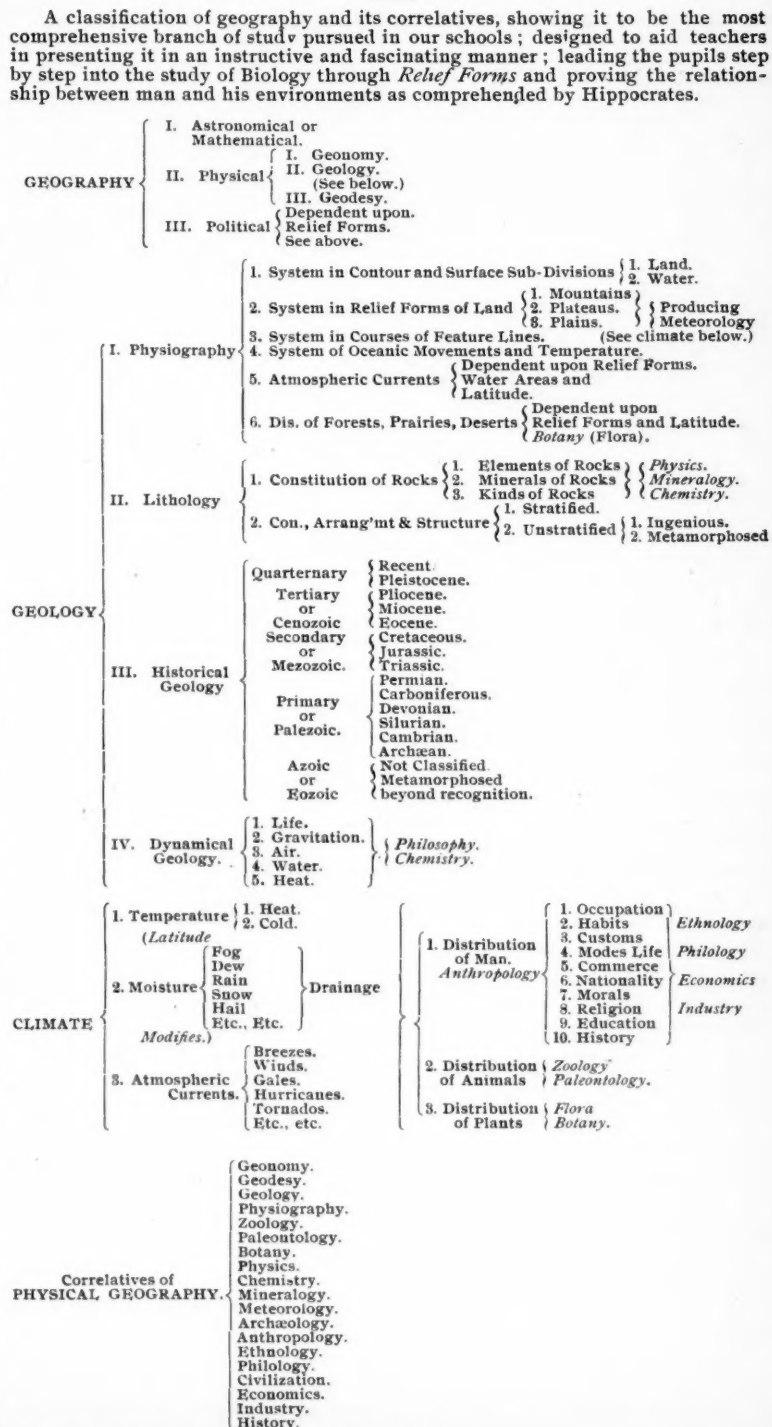 A classification of geography and its correlatives, showing it to be the most
comprehensive branch of study pursued in our schools ; designed to aid teachers
in presenting it in an instructive and fascinating manner ; leading the pupils step
by step into the study of Biology through Relief Forms and proving the relation-
ship between man and his environments as comprehended by Hippocrates.
GEOGRAPHY
I. Astronomical or
Mathematical.
II. Physical
I. Geonomy.
II. Geology.
(See below.)
III. Geodesy.
III. Political
Dependent upon.
Relief Forms.
See above.
GEOLOGY
I. Physiography
1. System in Contour and Surface Sub-Divisions
1. Land.
2. Water.
2. System in Relief Forms of Land
1. Mountains
2. Plateaus.
3. Plains.
Producing
Meteorology
3. System in Courses of Feature Lines. (See climate below.)
4. System of Oceanic Movements and Temperature.
5. Atmospheric Currents
Dependent upon Relief Forms.
Water Areas and
Latitude.
6. Dis. of Forests, Prairies, Deserts
Dependent upon
Relief Forms and Latitude.
Botany (Flora).
II. Lithology
1. Constitution of Rocks
1. Elements of Rocks
2. Minerals of Rocks
3. Kinds of Rocks
Physics.
Mineralogy.
Chemistry.
2. Con., Arrang'mt & Structure
1. Stratified.
2. Unstratified
1. Ingenious.
2. Metamorphosed
III. Historical
Geology
Quarternary
Recent
Pleistocene.
Tertiary
or
Cenozoic
Pliocene.
Miocene.
Eocene.
Secondary
or
Mezozoic.
Cretaceous.
Jurassic.
Triassic.
Primary
or
Palezoic.
Permian.
Carboniferous.
Devonian.
Silurian.
Cambrian.
Archæan.
Azoic
or
Eozoic
Not Classified
Metamorphosed
beyond recognition.
IV. Dynamical
Geology.
1. Life.
2. Gravitation.
3. Air.
4. Water.
5. Heat.
Philosophy.
Chemistry.
CLIMATE
1. Temperature
1. Heat.
2. Cold.
(Latitude
2. Moisture
Fog
Dew
Rain
Snow
Hail
Etc., Etc.
Drainage
Modifies.)
3. Atmospheric
Currents.
Breezes.
Winds.
Gales.
Hurricanes.
Tornados.
Etc., etc.
1. Distribution
of Man.
Anthropology
1. Occupation
2. Habits
3. Customs
4. Modes Life
5. Commerce
6. Nationality
7. Morals
8. Religion
9. Education
10. History
Ethnology
Philology
Economics
Industry
2. Distribution
of Animals
Zoology
Paleontology.
3. Distribution
of Plants
Flora
Botany.
Correlatives of
PHYSICAL GEOGRAPHY.
Geonomy.
Geodesy.
Geology.
Physiography.
Zoology.
Paleontology.
Botany.
Physics.
Chemistry.
Mineralogy.
Meteorology.
Archæology.
Anthropology.
Ethnology.
Philology.
Civilization.
Economics.
Industry.
History.